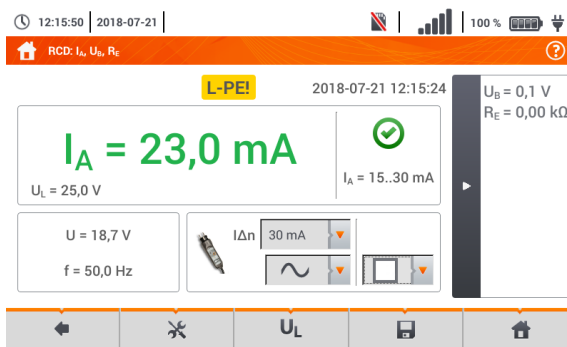 12:15:50 2018-07-21 100 %
RCD: IA, UB, RE
L-PE! 2018-07-21 12:15:24
IA = 23,0 mA
UL = 25,0 V
IA = 15..30 mA
UB = 0,1 V
RE = 0,00 kΩ
U = 18,7 V
f = 50,0 Hz
IΔn 30 mA
UL